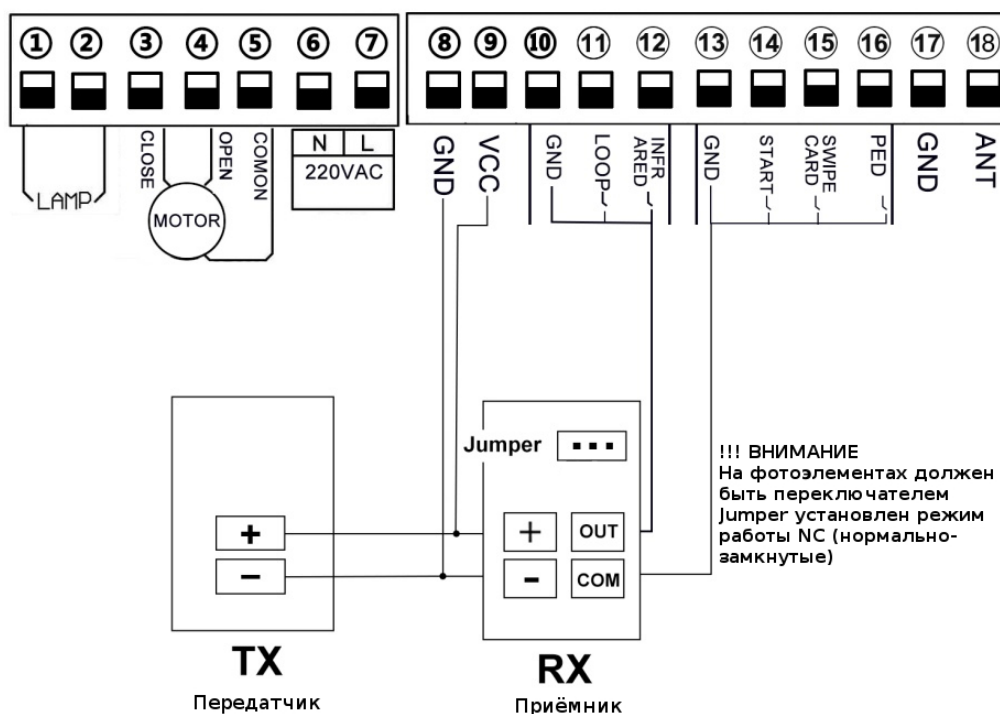 ① ② ③ ④ ⑤ ⑥ ⑦ ⑧ ⑨ ⑩ ⑪ ⑫ ⑬ ⑭ ⑮ ⑯ ⑰ ⑱
LAMP
CLOSE
OPEN
COMON
MOTOR
N L
220VAC
GND
VCC
GND
LOOP
INFR
ARED
GND
START
SWIPE
CARD
PED
GND
ANT
Jumper
!!! ВНИМАНИЕ
На фотоэлементах должен
быть переключателем
Jumper установлен режим
работы NC (нормально-
замкнутые)
+
-
+ OUT
- COM
TX
Передатчик
RX
Приёмник